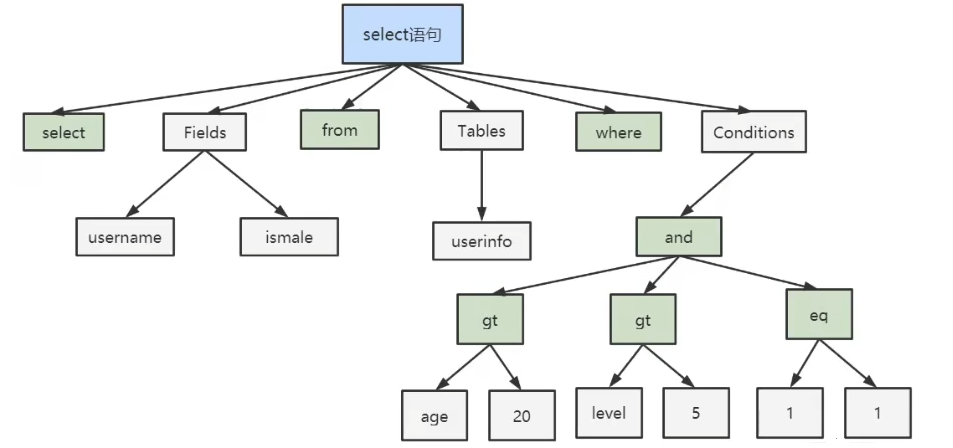 select语句
select
Fields
from
Tables
where
Conditions
username
ismale
userinfo
and
gt
gt
eq
age
20
level
5
1
1